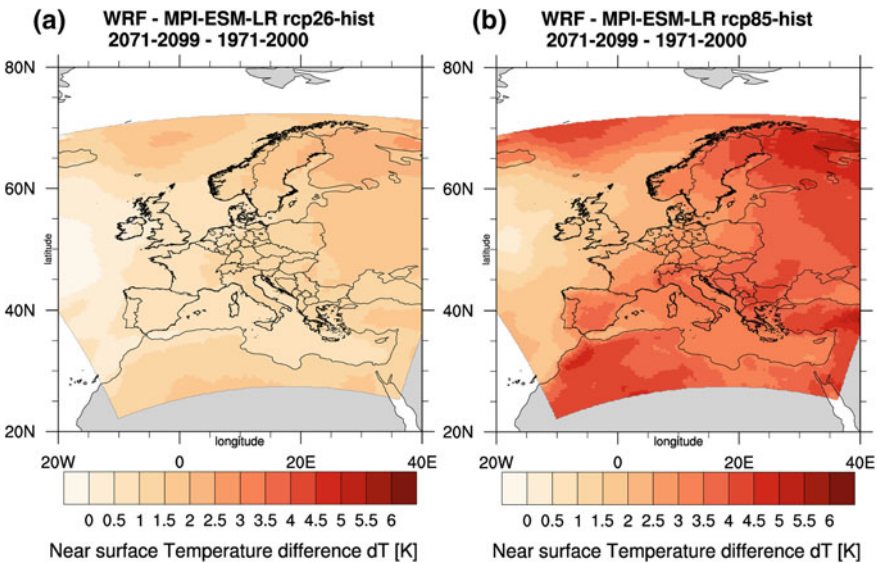 (a) WRF - MPI-ESM-LR rcp26-hist
2071-2099 - 1971-2000
80N
60N
40N
20N
latitude
longitude
20W 0 20E 40E
0 0.5 1 1.5 2 2.5 3 3.5 4 4.5 5 5.5 6
Near surface Temperature difference dT [K]
(b) WRF - MPI-ESM-LR rcp85-hist
2071-2099 - 1971-2000
80N
60N
40N
20N
latitude
longitude
20W 0 20E 40E
0 0.5 1 1.5 2 2.5 3 3.5 4 4.5 5 5.5 6
Near surface Temperature difference dT [K]